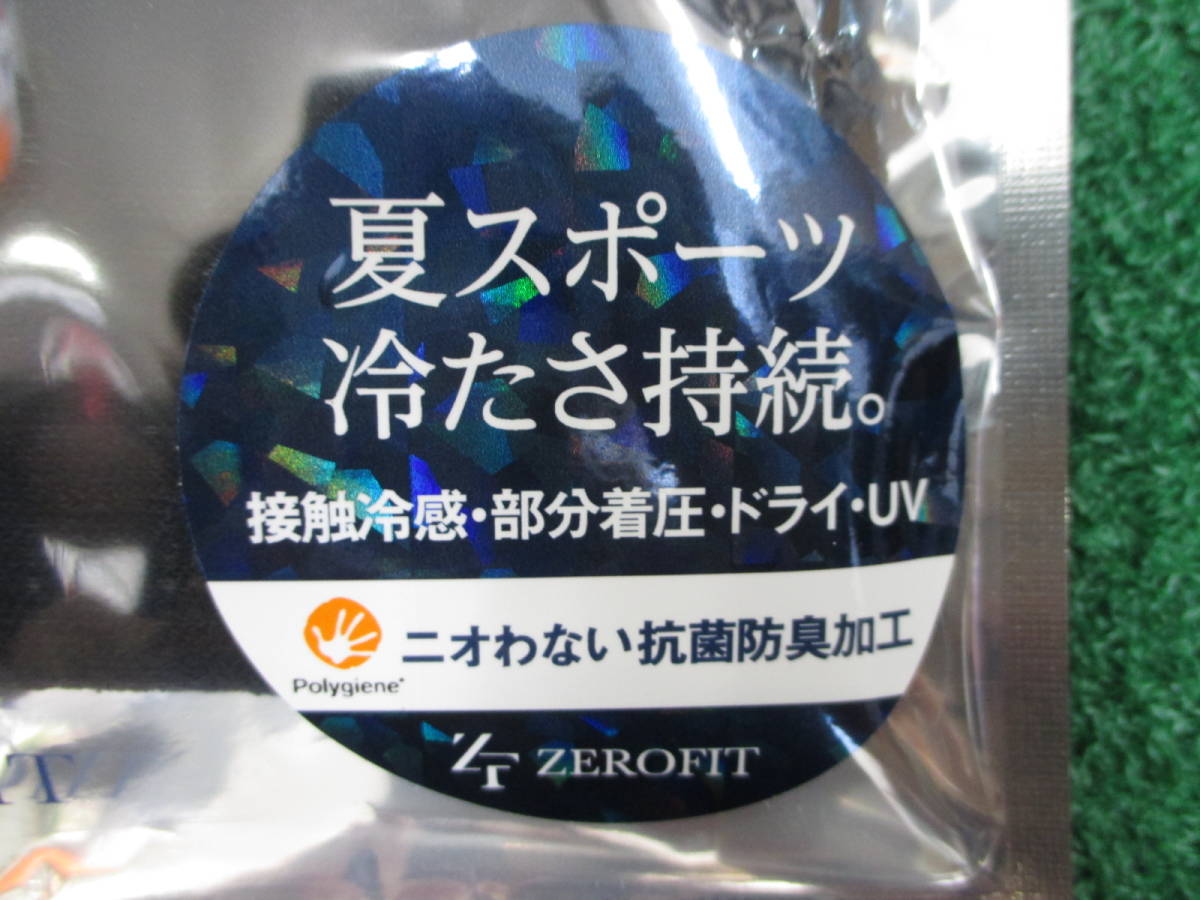 夏スポーツ
冷たさ持続。
接触冷感・部分着圧・ドライ・UV
ニオわない抗菌防臭加工
Polygiene
ZT ZEROFIT